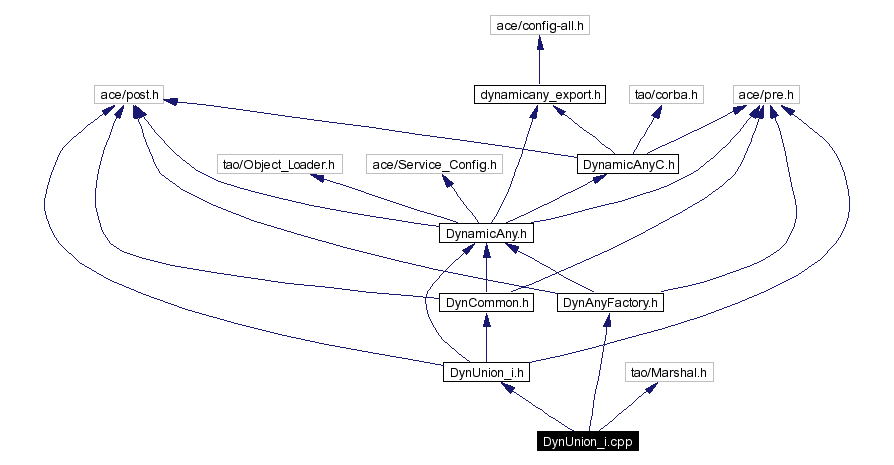 ace/config-all.h
ace/post.h
dynamicany_export.h
tao/corba.h
ace/pre.h
tao/Object_Loader.h
ace/Service_Config.h
DynamicAnyC.h
DynamicAny.h
DynCommon.h
DynAnyFactory.h
DynUnion_i.h
tao/Marshal.h
DynUnion_i.cpp